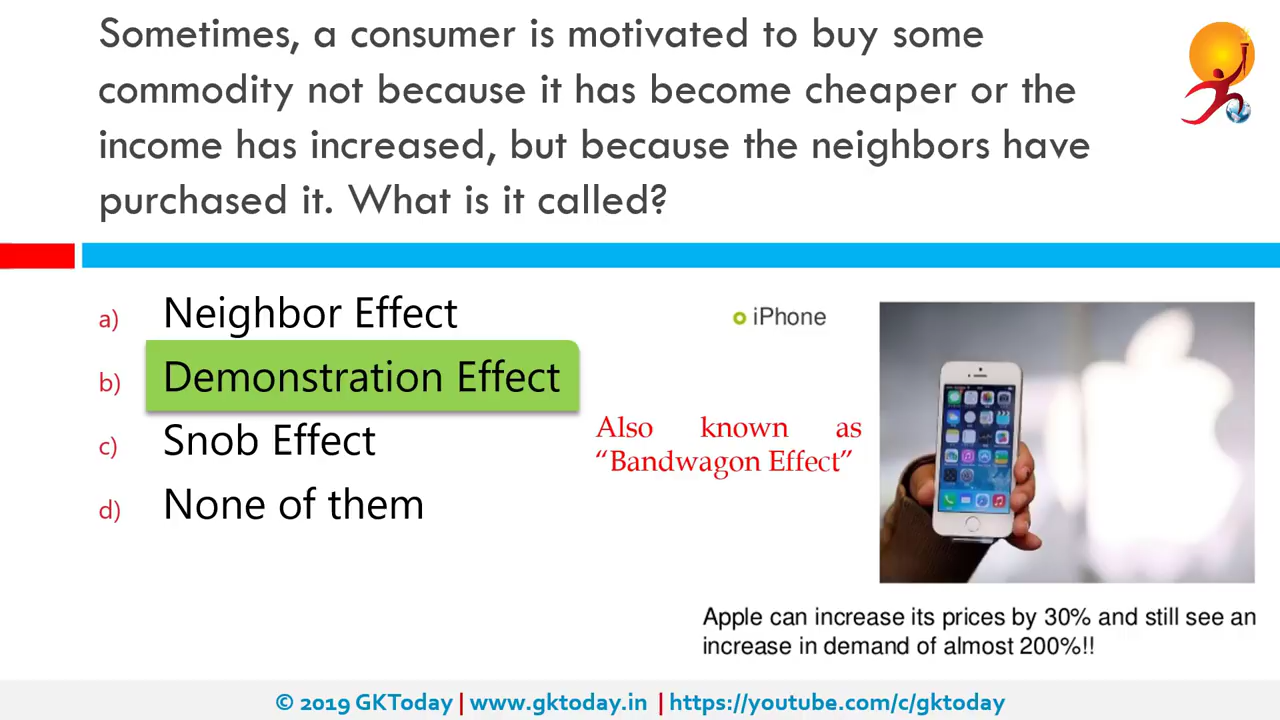 Sometimes, a consumer is motivated to buy some
commodity not because it has become cheaper or the
income has increased, but because the neighbors have
purchased it. What is it called?
a) Neighbor Effect
iPhone
b) Demonstration Effect
Also known as
“Bandwagon Effect”
c) Snob Effect
d) None of them
Apple can increase its prices by 30% and still see an
increase in demand of almost 200%!!
© 2019 GKToday | www.gktoday.in | https://youtube.com/c/gktoday